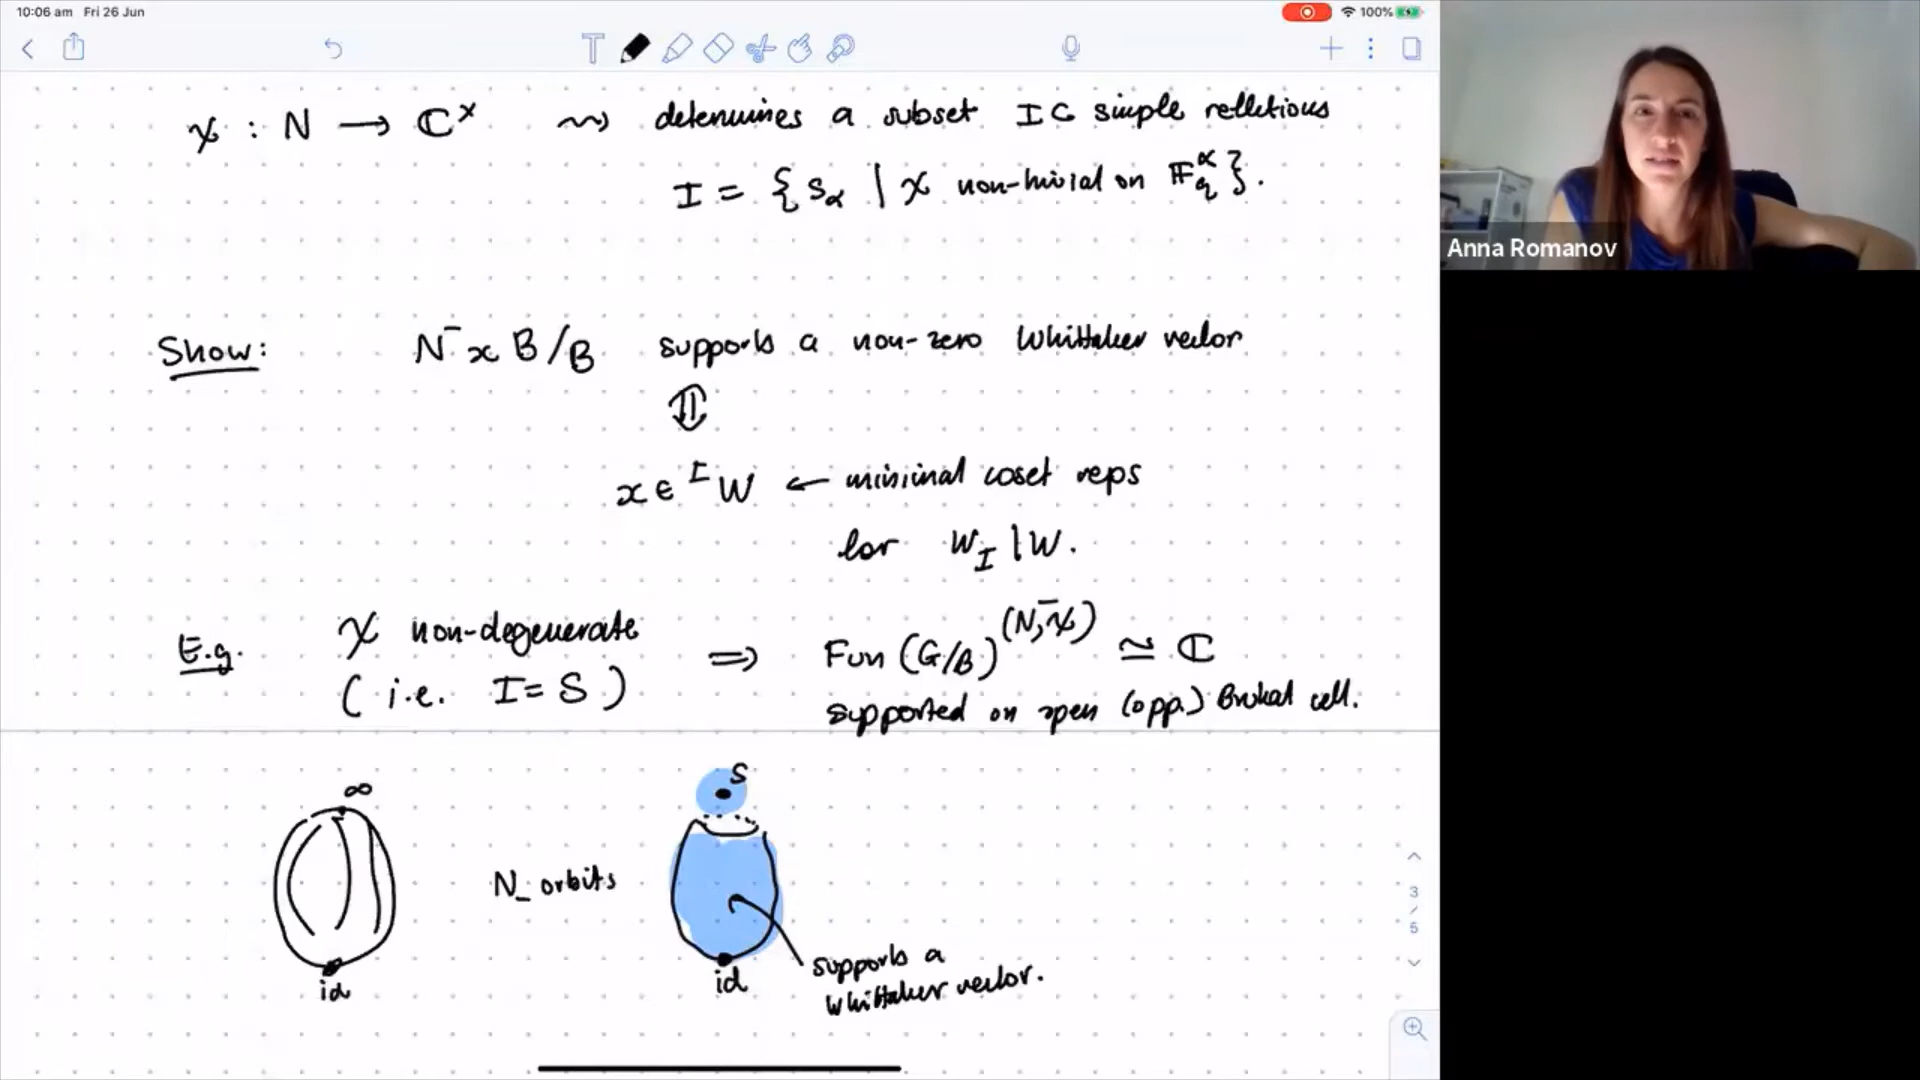 10:06 am Fri 26 Jun
100%
Anna Romanov
χ : N → ℂ^× ⇝ determines a subset I ⊂ simple reflections
I = { s_α | χ non-trivial on 𝔽_q^α }.
Show: N⁻ x B/B supports a non-zero Whittaker vector
⇕
x ∈ ^I W ← minimal coset reps
for W_I \ W.
E.g. χ non-degenerate ⇒ Fun (G/B)^(N⁻, χ) ≃ ℂ
( i.e. I = S ) supported on open (opp.) Bruhat cell.
∞ s
N_ orbits
id id
supports a
Whittaker vector.
3
/
5